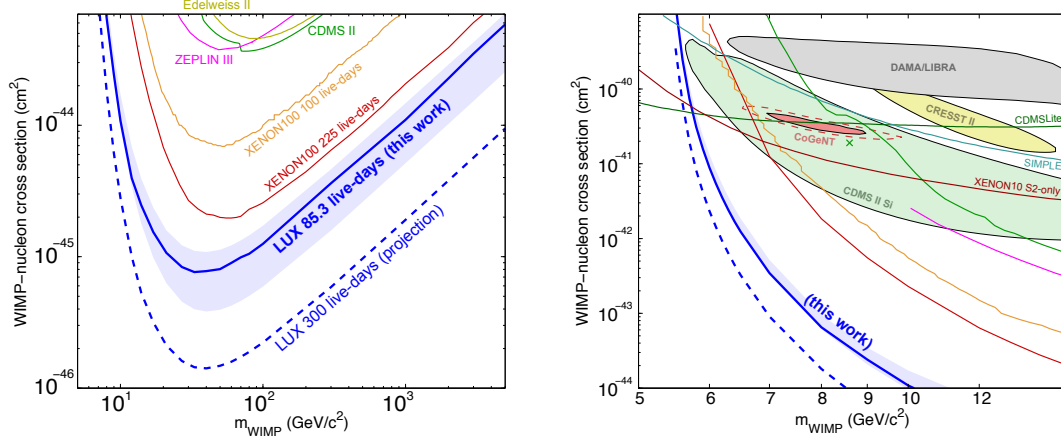 Edelweiss II
CDMS II
ZEPLIN III
XENON100 100 live-days
XENON100 225 live-days
LUX 85.3 live-days (this work)
LUX 300 live-days (projection)
WIMP−nucleon cross section (cm²)
10⁻⁴⁴
10⁻⁴⁵
10⁻⁴⁶
10¹
10²
10³
m_WIMP (GeV/c²)
DAMA/LIBRA
CRESST II
CDMSLite
CoGeNT
SIMPLE
XENON10 S2-only
CDMS II Si
(this work)
WIMP−nucleon cross section (cm²)
10⁻⁴⁰
10⁻⁴¹
10⁻⁴²
10⁻⁴³
10⁻⁴⁴
5
6
7
8
9
10
12
m_WIMP (GeV/c²)